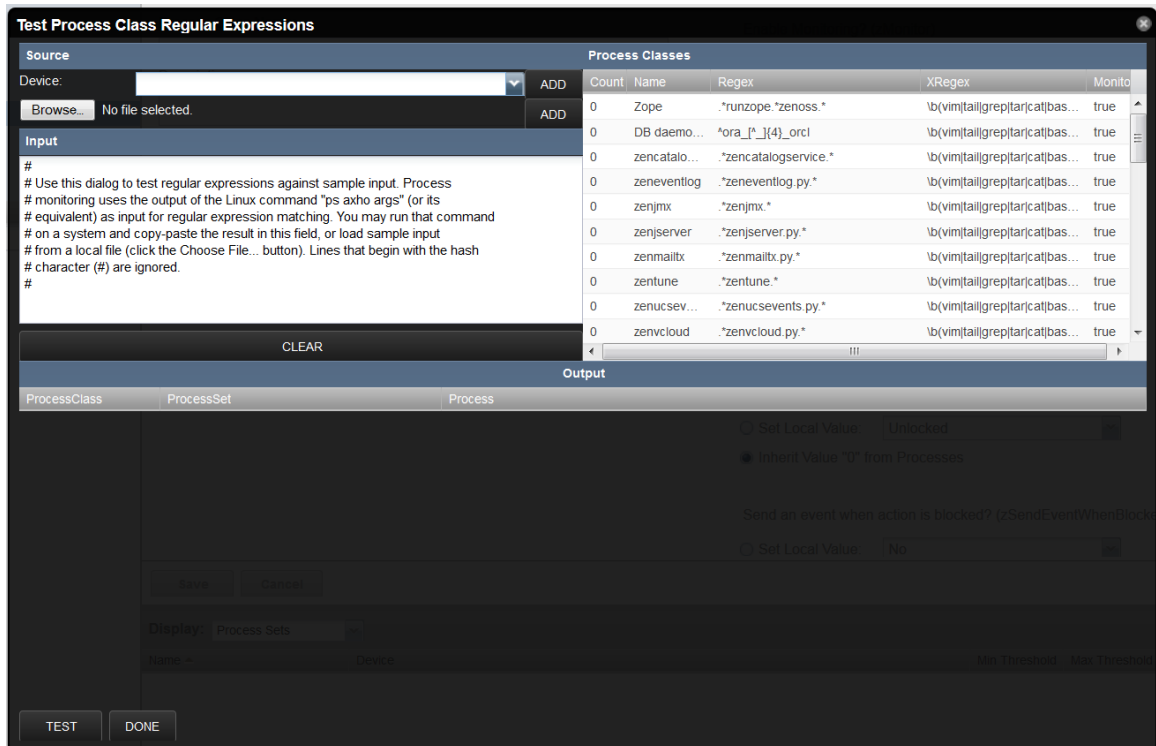 Test Process Class Regular Expressions
Source
Device:
ADD
Browse... No file selected.
ADD
Input
#
# Use this dialog to test regular expressions against sample input. Process
# monitoring uses the output of the Linux command "ps axho args" (or its
# equivalent) as input for regular expression matching. You may run that command
# on a system and copy-paste the result in this field, or load sample input
# from a local file (click the Choose File... button). Lines that begin with the hash
# character (#) are ignored.
#
CLEAR
Process Classes
Count Name Regex XRegex Monito
0 Zope .*runzope.*zenoss.* \b(vim|tail|grep|tar|cat|bas... true
0 DB daemo... ^ora_[^_]{4}_orcl \b(vim|tail|grep|tar|cat|bas... true
0 zencatalo... .*zencatalogservice.* \b(vim|tail|grep|tar|cat|bas... true
0 zeneventlog .*zeneventlog.py.* \b(vim|tail|grep|tar|cat|bas... true
0 zenjmx .*zenjmx.* \b(vim|tail|grep|tar|cat|bas... true
0 zenjserver .*zenjserver.py.* \b(vim|tail|grep|tar|cat|bas... true
0 zenmailtx .*zenmailtx.py.* \b(vim|tail|grep|tar|cat|bas... true
0 zentune .*zentune.* \b(vim|tail|grep|tar|cat|bas... true
0 zenucsev... .*zenucsevents.py.* \b(vim|tail|grep|tar|cat|bas... true
0 zenvcloud .*zenvcloud.py.* \b(vim|tail|grep|tar|cat|bas... true
Output
ProcessClass ProcessSet Process
Set Local Value: Unlocked
Inherit Value "0" from Processes
Send an event when action is blocked? (zSendEventWhenBlocke
Set Local Value: No
Save Cancel
Display: Process Sets
Name Device Min Threshold Max Threshold
TEST DONE